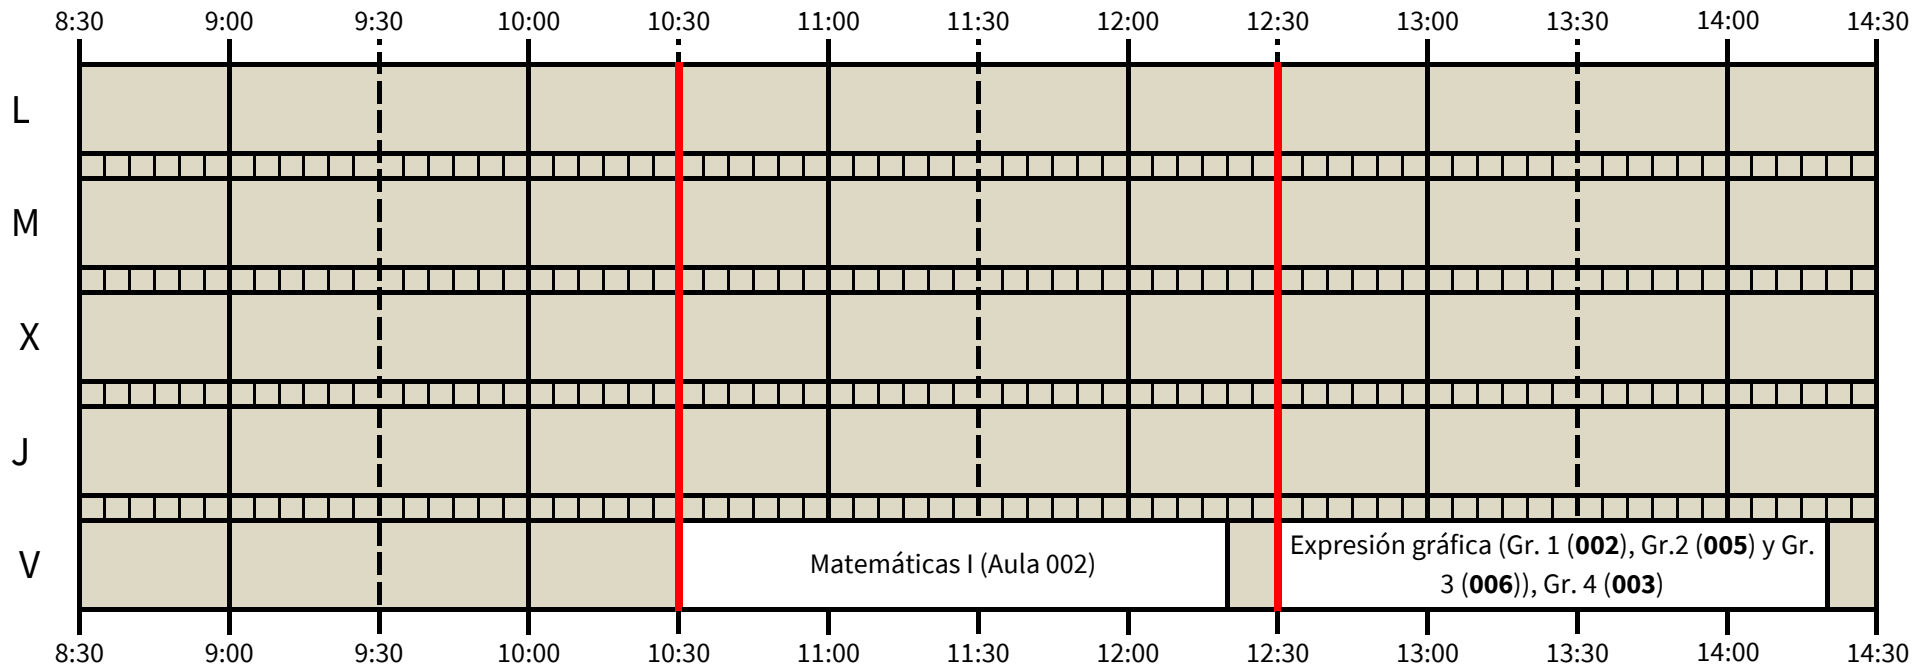 8:30 9:00 9:30 10:00 10:30 11:00 11:30 12:00 12:30 13:00 13:30 14:00 14:30
L
M
X
J
V
Matemáticas I (Aula 002)
Expresión gráfica (Gr. 1 (002), Gr.2 (005) y Gr.
3 (006)), Gr. 4 (003)
8:30 9:00 9:30 10:00 10:30 11:00 11:30 12:00 12:30 13:00 13:30 14:00 14:30